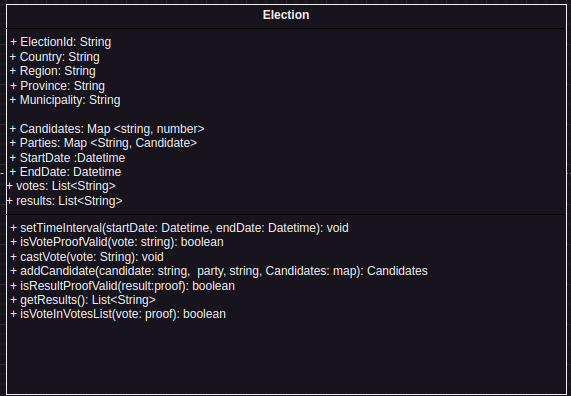 Election
+ ElectionId: String
+ Country: String
+ Region: String
+ Province: String
+ Municipality: String
+ Candidates: Map <string, number>
+ Parties: Map <String, Candidate>
+ StartDate :Datetime
+ EndDate: Datetime
+ votes: List<String>
+ results: List<String>
+ setTimeInterval(startDate: Datetime, endDate: Datetime): void
+ isVoteProofValid(vote: string): boolean
+ castVote(vote: String): void
+ addCandidate(candidate: string,  party, string, Candidates: map): Candidates
+ isResultProofValid(result:proof): boolean
+ getResults(): List<String>
+ isVoteInVotesList(vote: proof): boolean